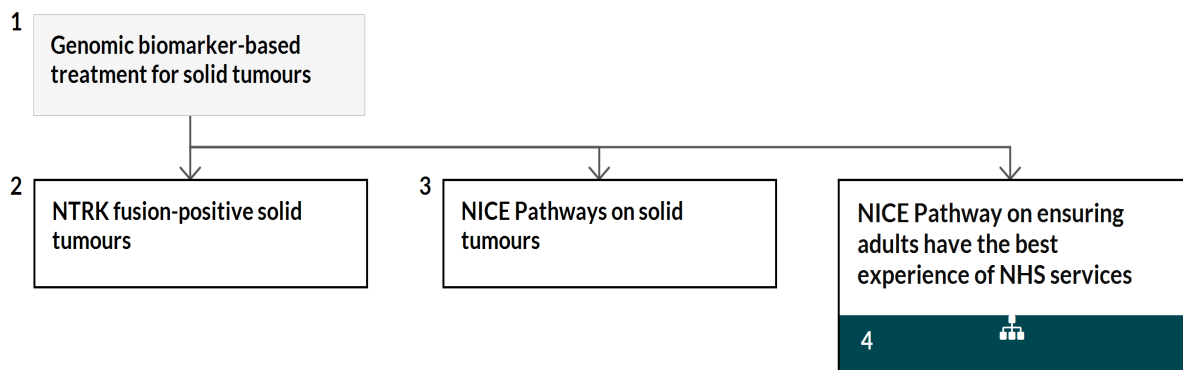 1
Genomic biomarker-based
treatment for solid tumours
2
NTRK fusion-positive solid
tumours
3
NICE Pathways on solid
tumours
NICE Pathway on ensuring
adults have the best
experience of NHS services
4